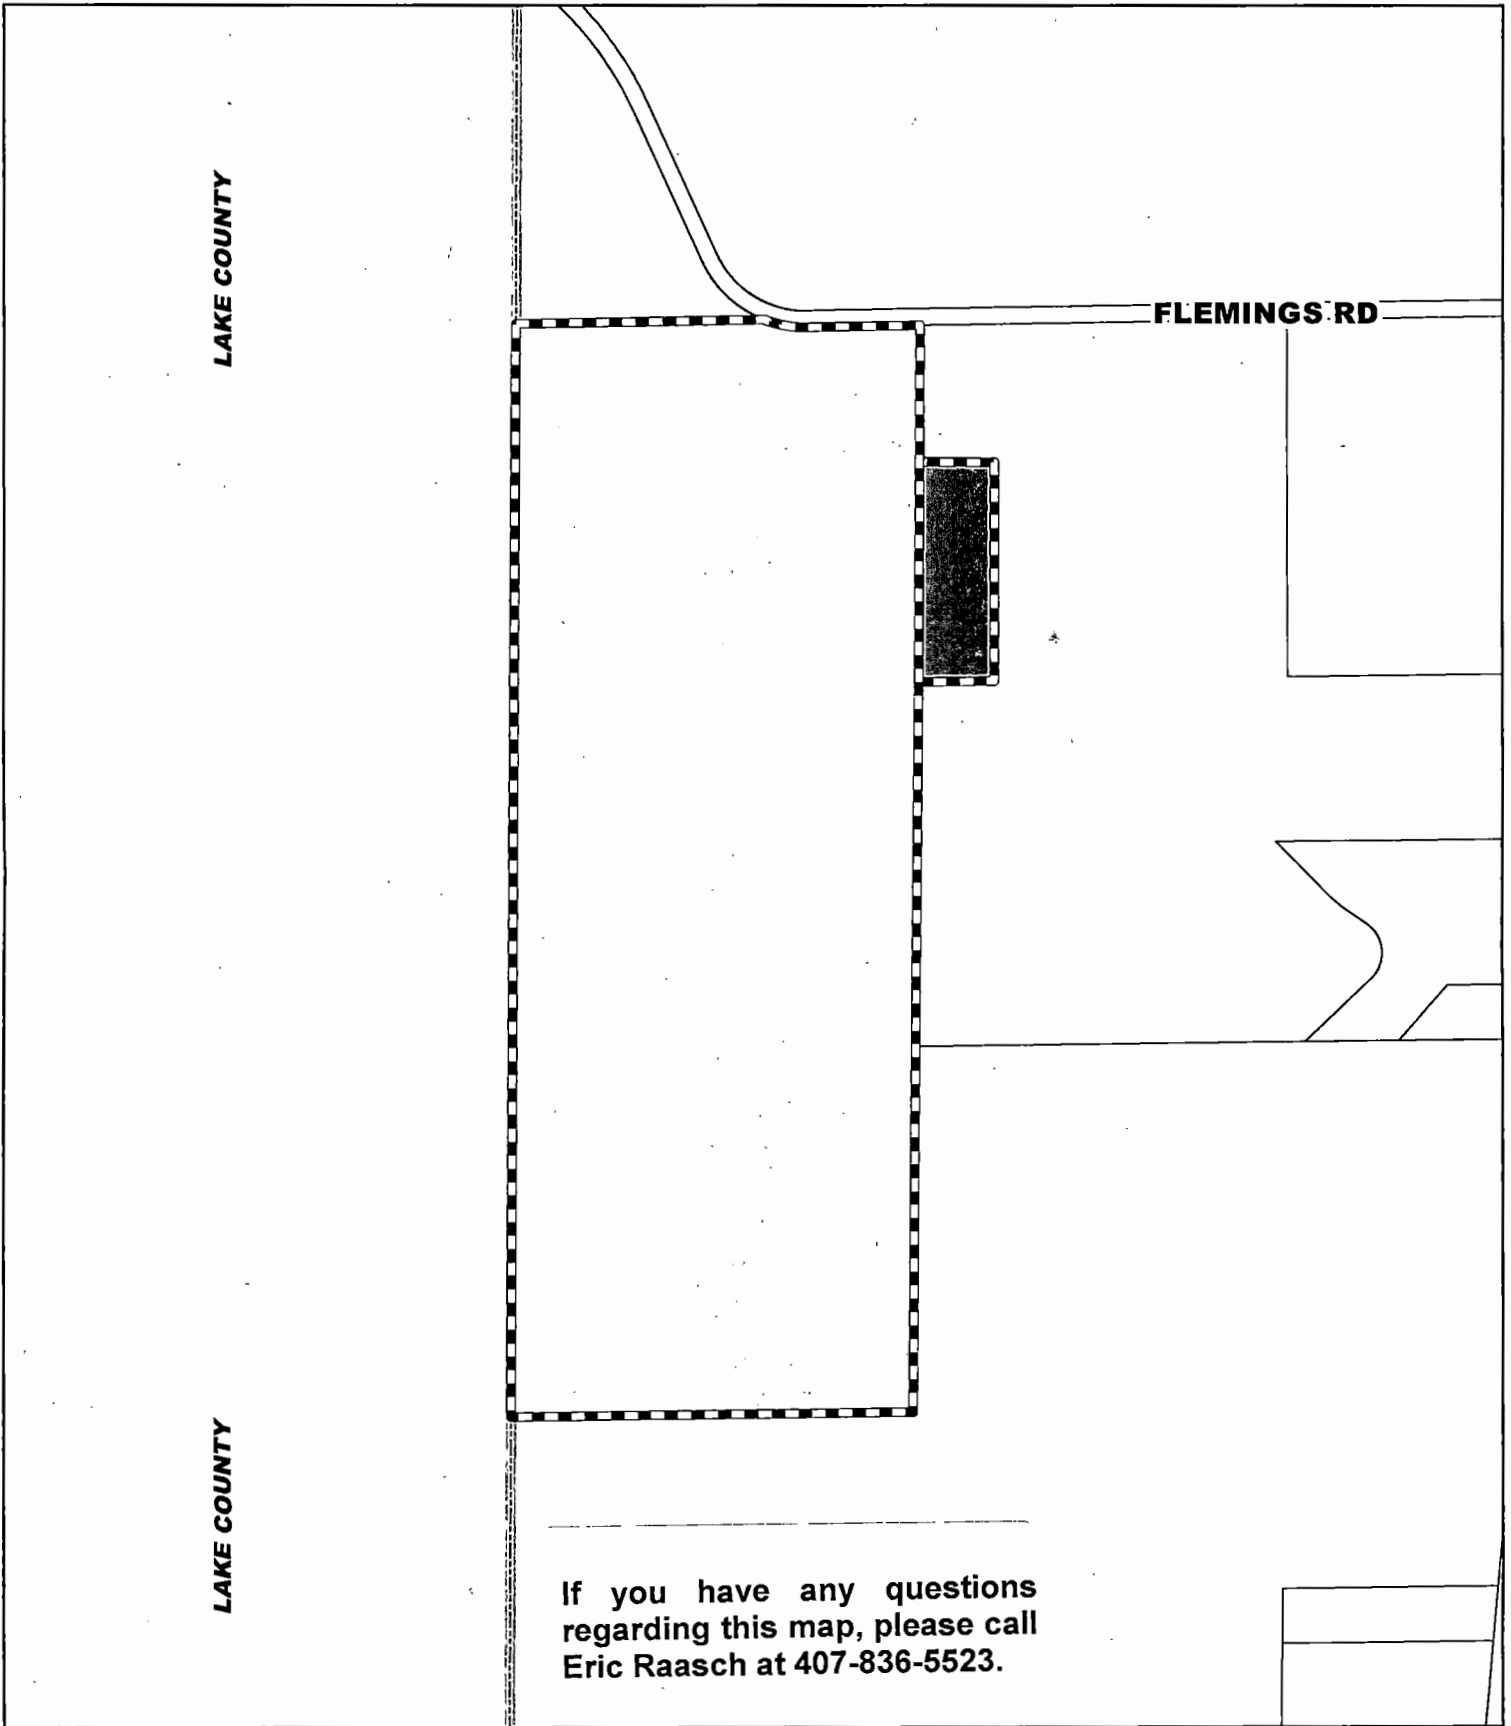 LAKE COUNTY
FLEMINGS RD
LAKE COUNTY
If you have any questions
regarding this map, please call
Eric Raasch at 407-836-5523.